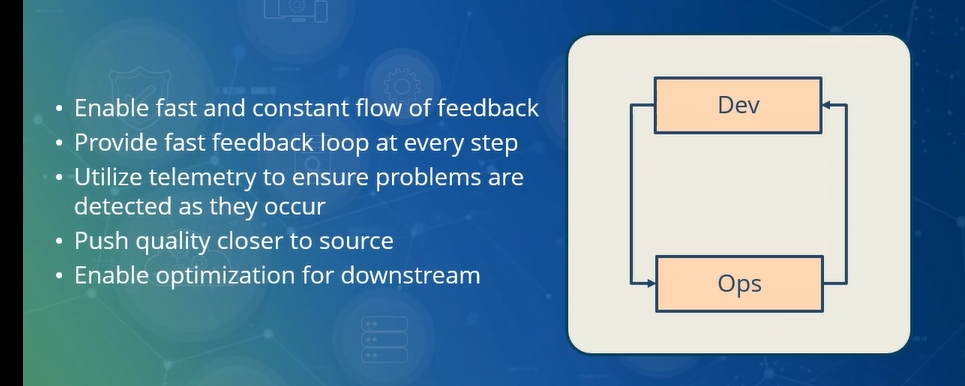 • Enable fast and constant flow of feedback
• Provide fast feedback loop at every step
• Utilize telemetry to ensure problems are
detected as they occur
• Push quality closer to source
• Enable optimization for downstream
Dev
Ops